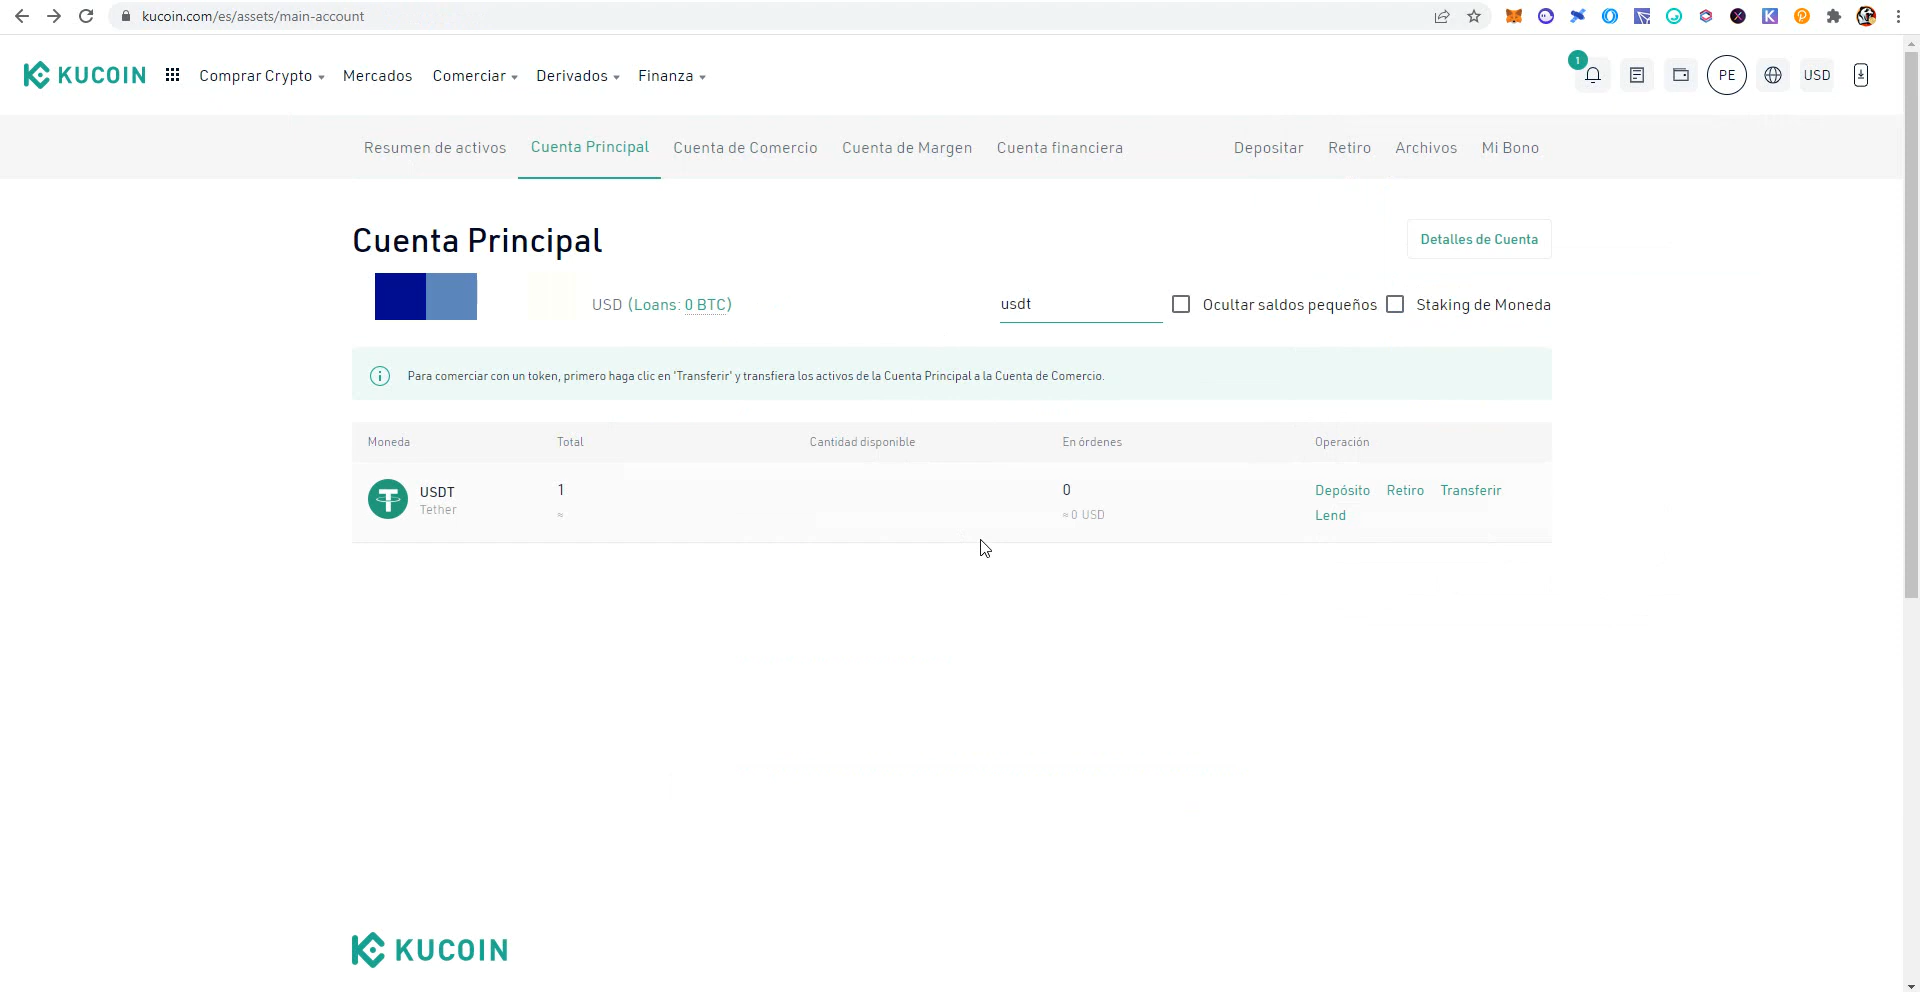 kucoin.com/es/assets/main-account
KUCOIN Comprar Crypto Mercados Comerciar Derivados Finanza 1 PE USD
Resumen de activos Cuenta Principal Cuenta de Comercio Cuenta de Margen Cuenta financiera Depositar Retiro Archivos Mi Bono
Cuenta Principal Detalles de Cuenta
USD (Loans: 0 BTC) usdt Ocultar saldos pequeños Staking de Moneda
Para comerciar con un token, primero haga clic en 'Transferir' y transfiera los activos de la Cuenta Principal a la Cuenta de Comercio.
Moneda Total Cantidad disponible En órdenes Operación
USDT 1 0 Depósito Retiro Transferir
Tether ≈ ≈ 0 USD Lend
KUCOIN